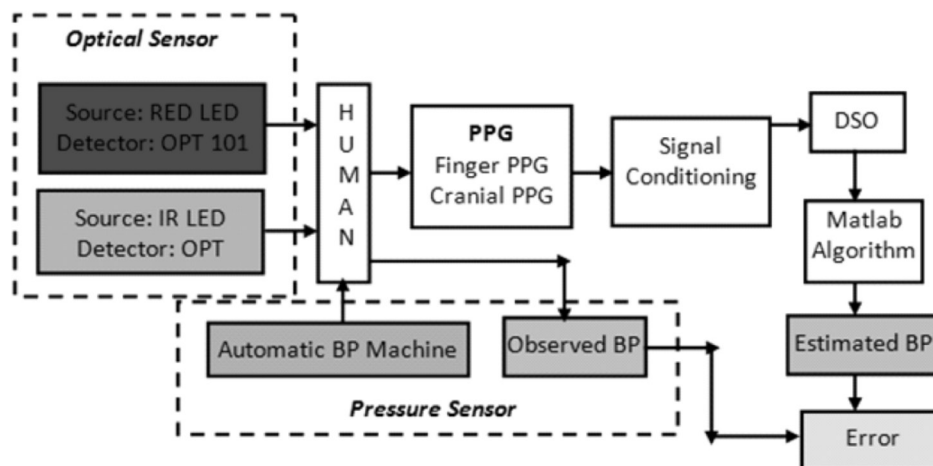 Optical Sensor
Source: RED LED
Detector: OPT 101
Source: IR LED
Detector: OPT
H
U
M
A
N
PPG
Finger PPG
Cranial PPG
Signal
Conditioning
DSO
Matlab
Algorithm
Automatic BP Machine
Observed BP
Estimated BP
Pressure Sensor
Error